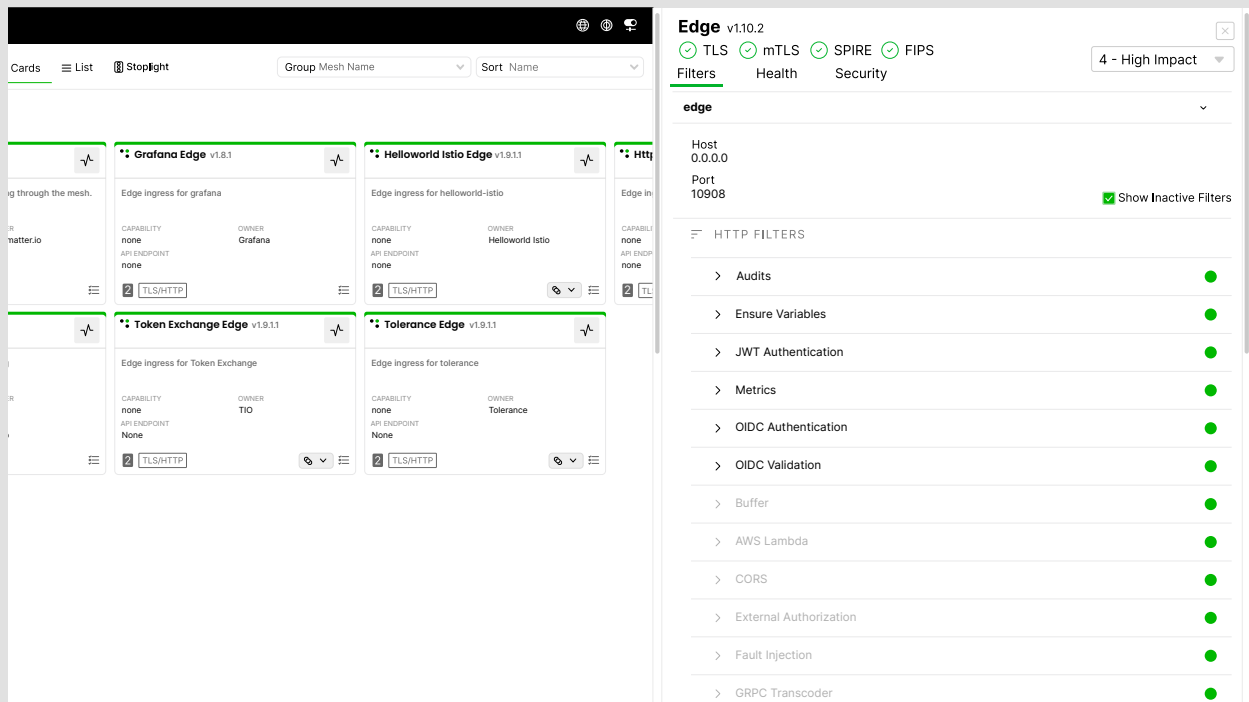 Cards
List
Stoplight
Group Mesh Name
Sort Name
g through the mesh.
matter.io
Grafana Edge v1.8.1
Edge ingress for grafana
CAPABILITY
OWNER
none
Grafana
API ENDPOINT
none
2 TLS/HTTP
Helloworld Istio Edge v1.9.1.1
Edge ingress for helloworld-istio
CAPABILITY
OWNER
none
Helloworld Istio
API ENDPOINT
none
2 TLS/HTTP
Http
Edge in
CAPABILI
none
API ENDP
none
2 TL
Token Exchange Edge v1.9.1.1
Edge ingress for Token Exchange
CAPABILITY
OWNER
none
TIO
API ENDPOINT
None
2 TLS/HTTP
Tolerance Edge v1.9.1.1
Edge ingress for tolerance
CAPABILITY
OWNER
none
Tolerance
API ENDPOINT
None
2 TLS/HTTP
Edge v1.10.2
TLS mTLS SPIRE FIPS
4 - High Impact
Filters Health Security
edge
Host
0.0.0.0
Port
10908
Show Inactive Filters
HTTP FILTERS
Audits
Ensure Variables
JWT Authentication
Metrics
OIDC Authentication
OIDC Validation
Buffer
AWS Lambda
CORS
External Authorization
Fault Injection
GRPC Transcoder